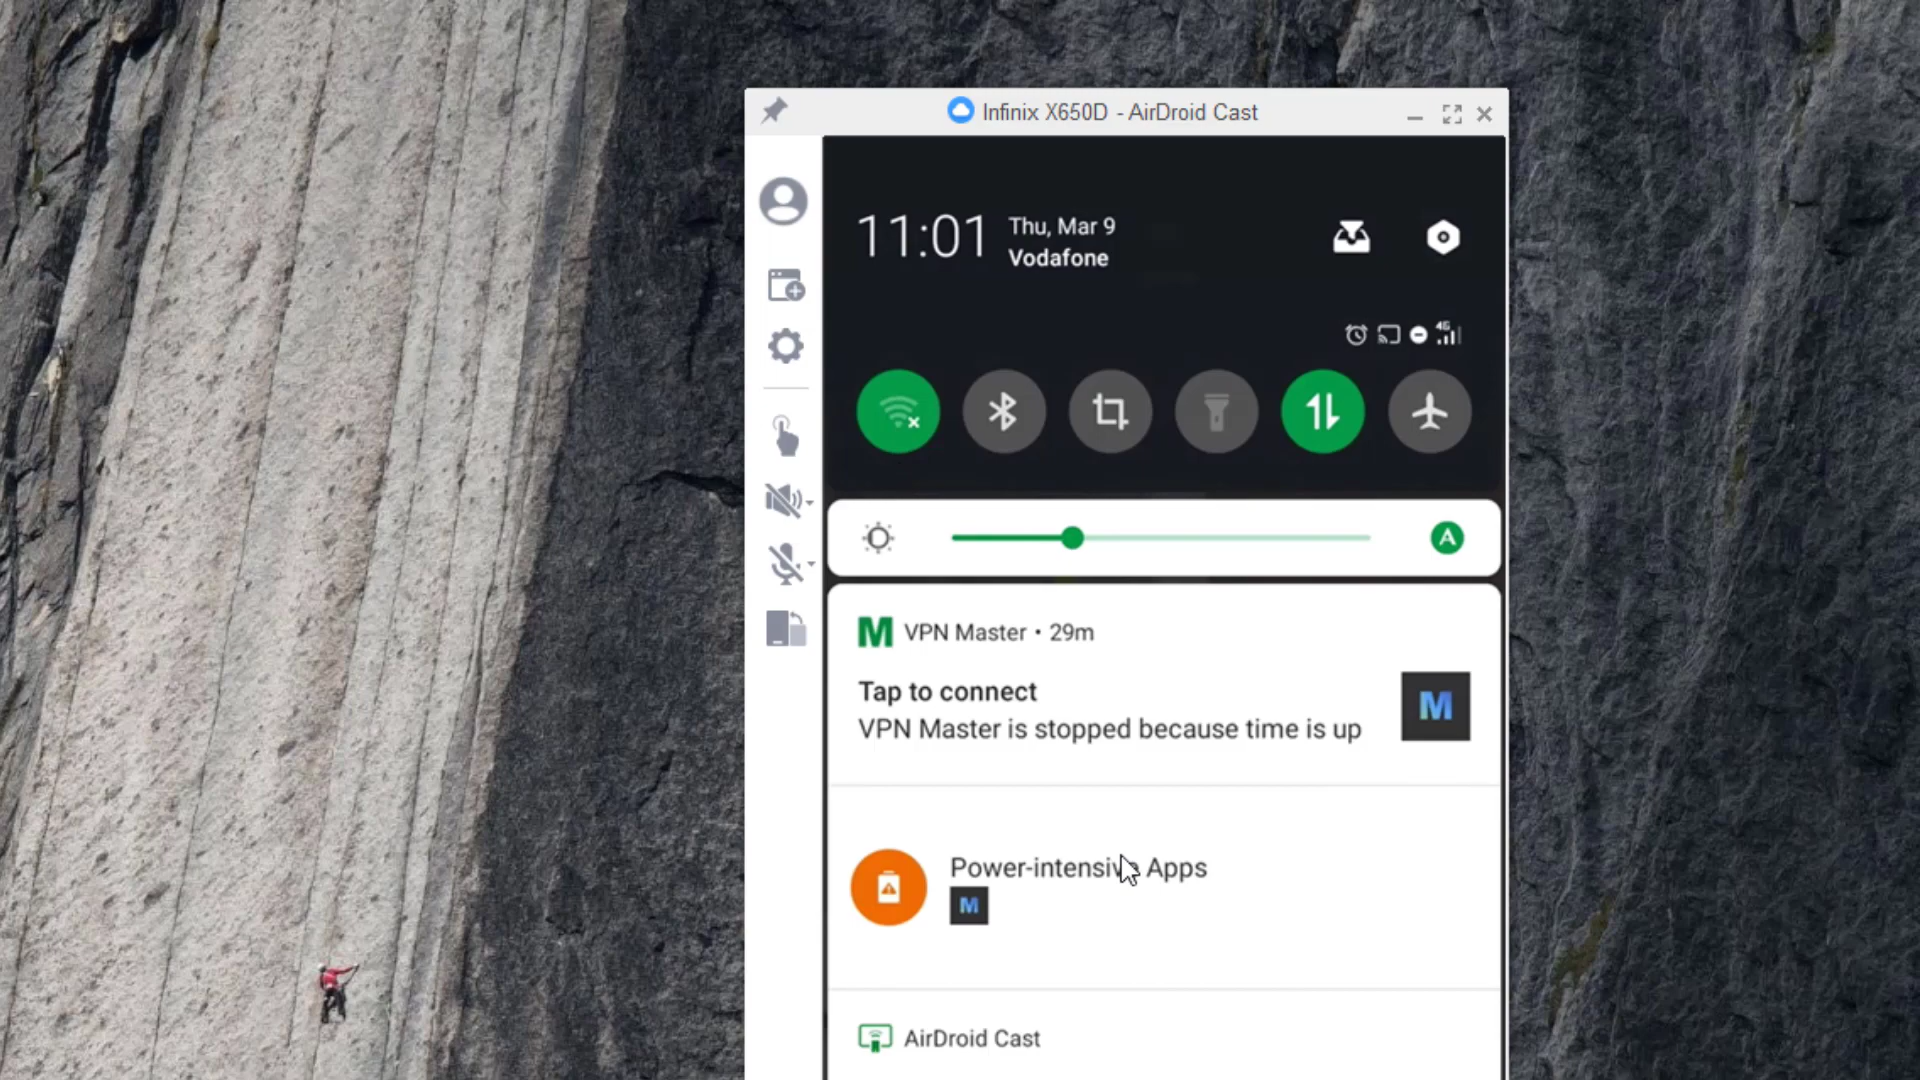 Infinix X650D - AirDroid Cast
11:01
Thu, Mar 9
Vodafone
4G
A
M VPN Master • 29m
Tap to connect
VPN Master is stopped because time is up
M
Power-intensive Apps
M
AirDroid Cast